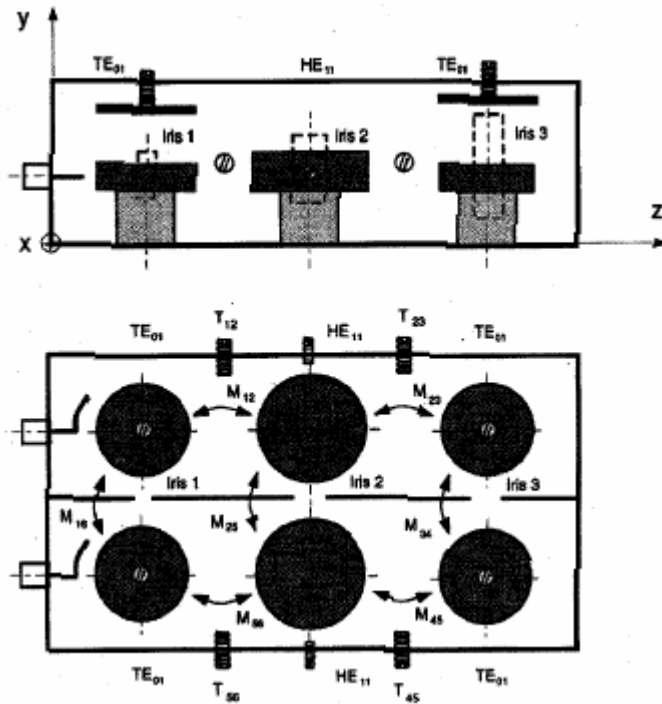 y
TE01 HE11 TE01
Iris 1 Iris 2 Iris 3
x
z
T12 T23
TE01 HE11 TE01
M12 M23
Iris 1 Iris 2 Iris 3
M16 M25 M34
M56 M45
TE01 HE11 TE01
T56 T45